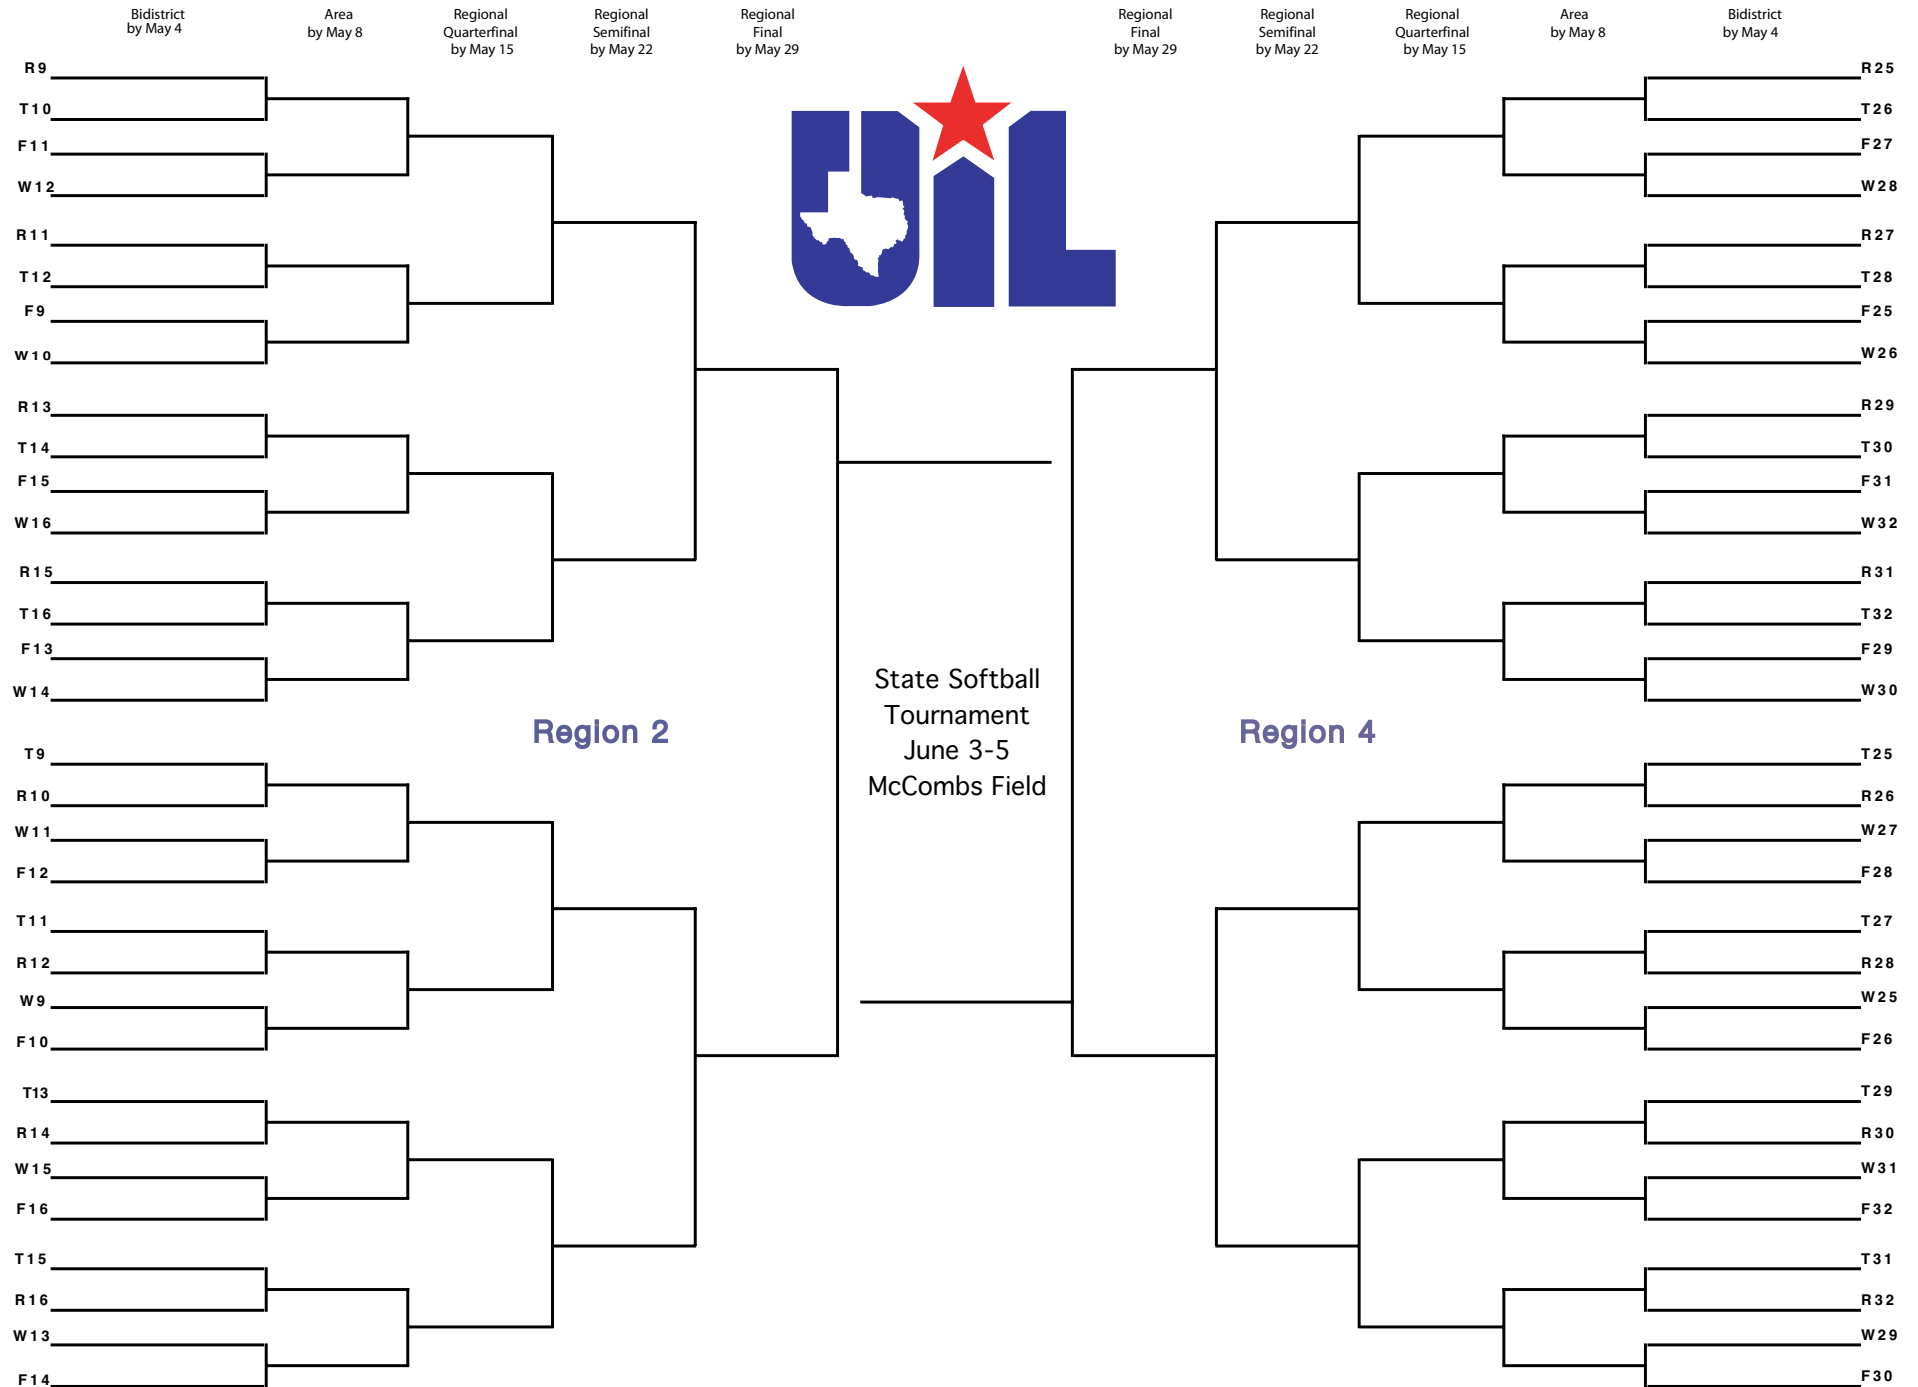 Bidistrict
by May 4
Area
by May 8
Regional
Quarterfinal
by May 15
Regional
Semifinal
by May 22
Regional
Final
by May 29
Regional
Final
by May 29
Regional
Semifinal
by May 22
Regional
Quarterfinal
by May 15
Area
by May 8
Bidistrict
by May 4
UIL
R9
T10
F11
W12
R11
T12
F9
W10
R13
T14
F15
W16
R15
T16
F13
W14
Region 2
T9
R10
W11
F12
T11
R12
W9
F10
T13
R14
W15
F16
T15
R16
W13
F14
State Softball
Tournament
June 3-5
McCombs Field
R25
T26
F27
W28
R27
T28
F25
W26
R29
T30
F31
W32
R31
T32
F29
W30
Region 4
T25
R26
W27
F28
T27
R28
W25
F26
T29
R30
W31
F32
T31
R32
W29
F30